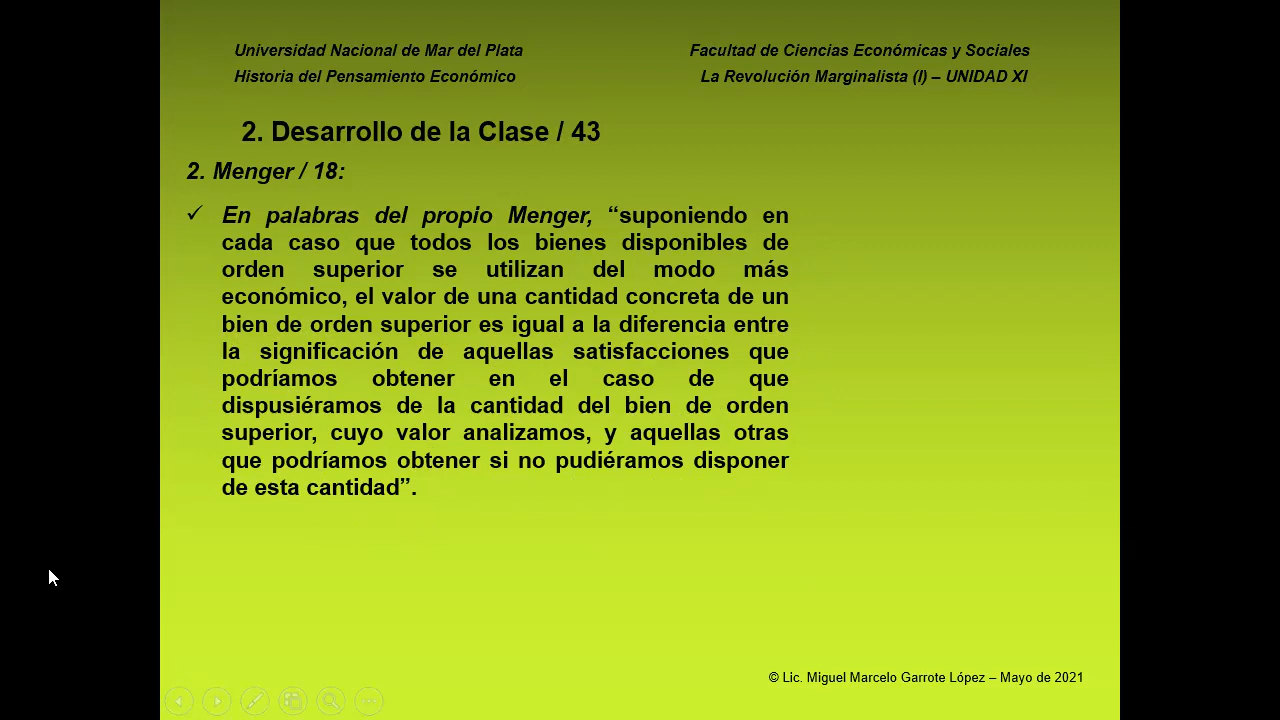 Universidad Nacional de Mar del Plata
Facultad de Ciencias Económicas y Sociales
Historia del Pensamiento Económico
La Revolución Marginalista (I) – UNIDAD XI
2. Desarrollo de la Clase / 43
2. Menger / 18:
✓ En palabras del propio Menger, “suponiendo en
cada caso que todos los bienes disponibles de
orden superior se utilizan del modo más
económico, el valor de una cantidad concreta de un
bien de orden superior es igual a la diferencia entre
la significación de aquellas satisfacciones que
podríamos obtener en el caso de que
dispusiéramos de la cantidad del bien de orden
superior, cuyo valor analizamos, y aquellas otras
que podríamos obtener si no pudiéramos disponer
de esta cantidad”.
© Lic. Miguel Marcelo Garrote López – Mayo de 2021